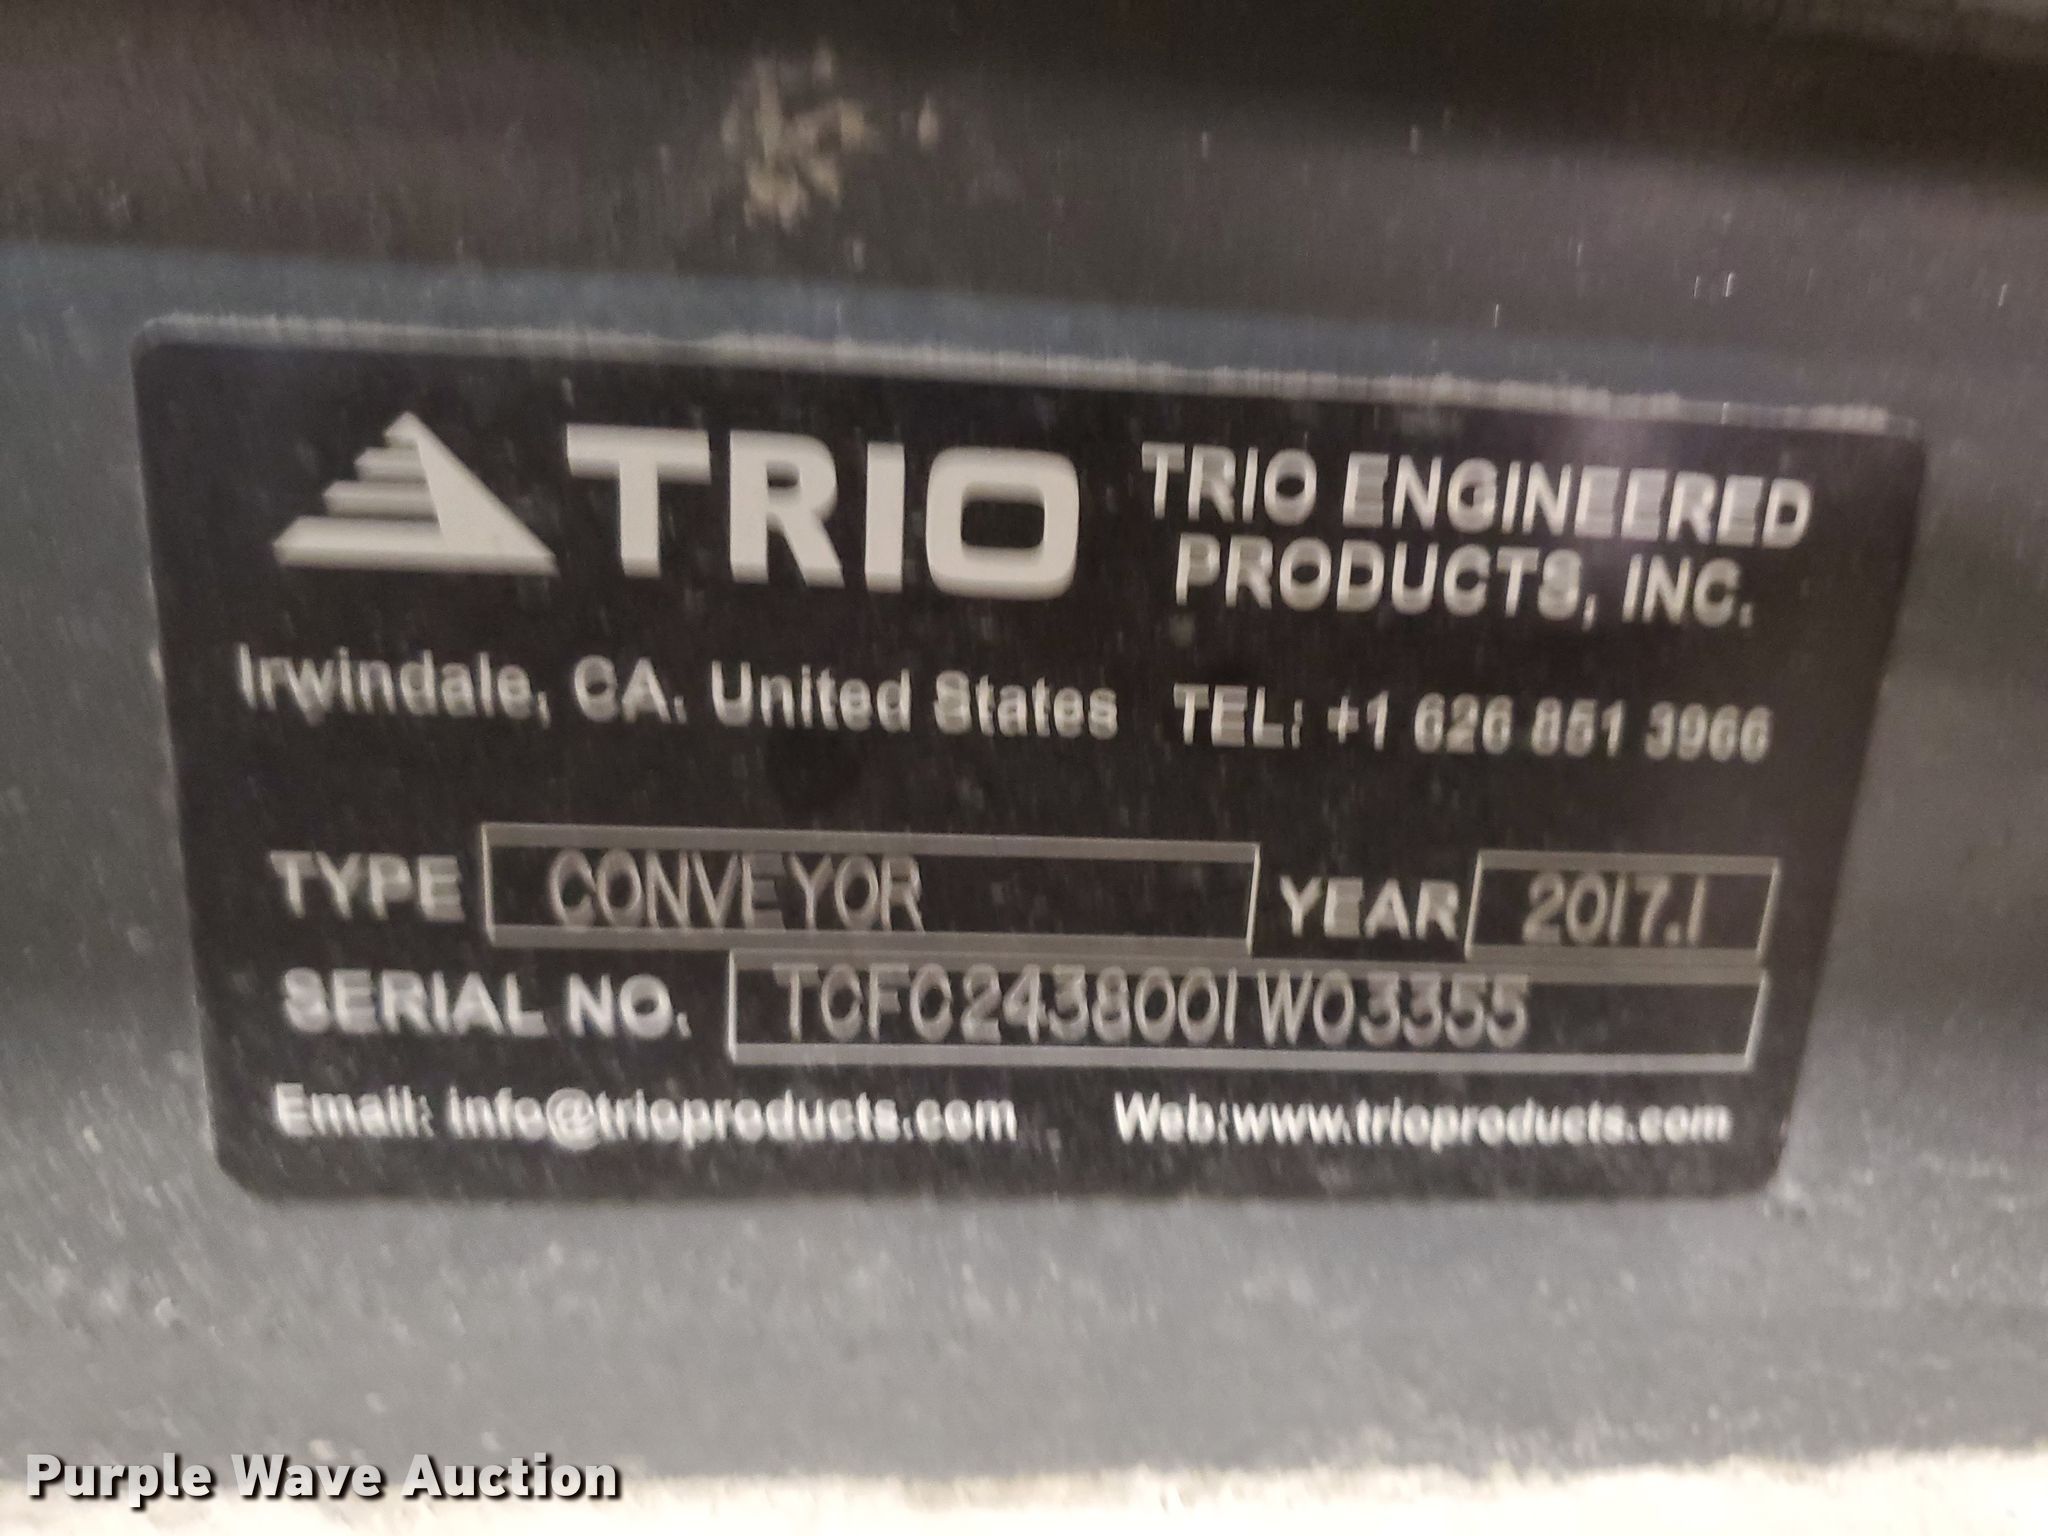 TRIO
TRIO ENGINEERED
PRODUCTS, INC.
Irwindale, CA. United States TEL: +1 626 851 3966
TYPE CONVEYOR YEAR 2017.1
SERIAL NO. TCFC2438001W03355
Email: info@trioproducts.com Web:www.trioproducts.com
Purple Wave Auction